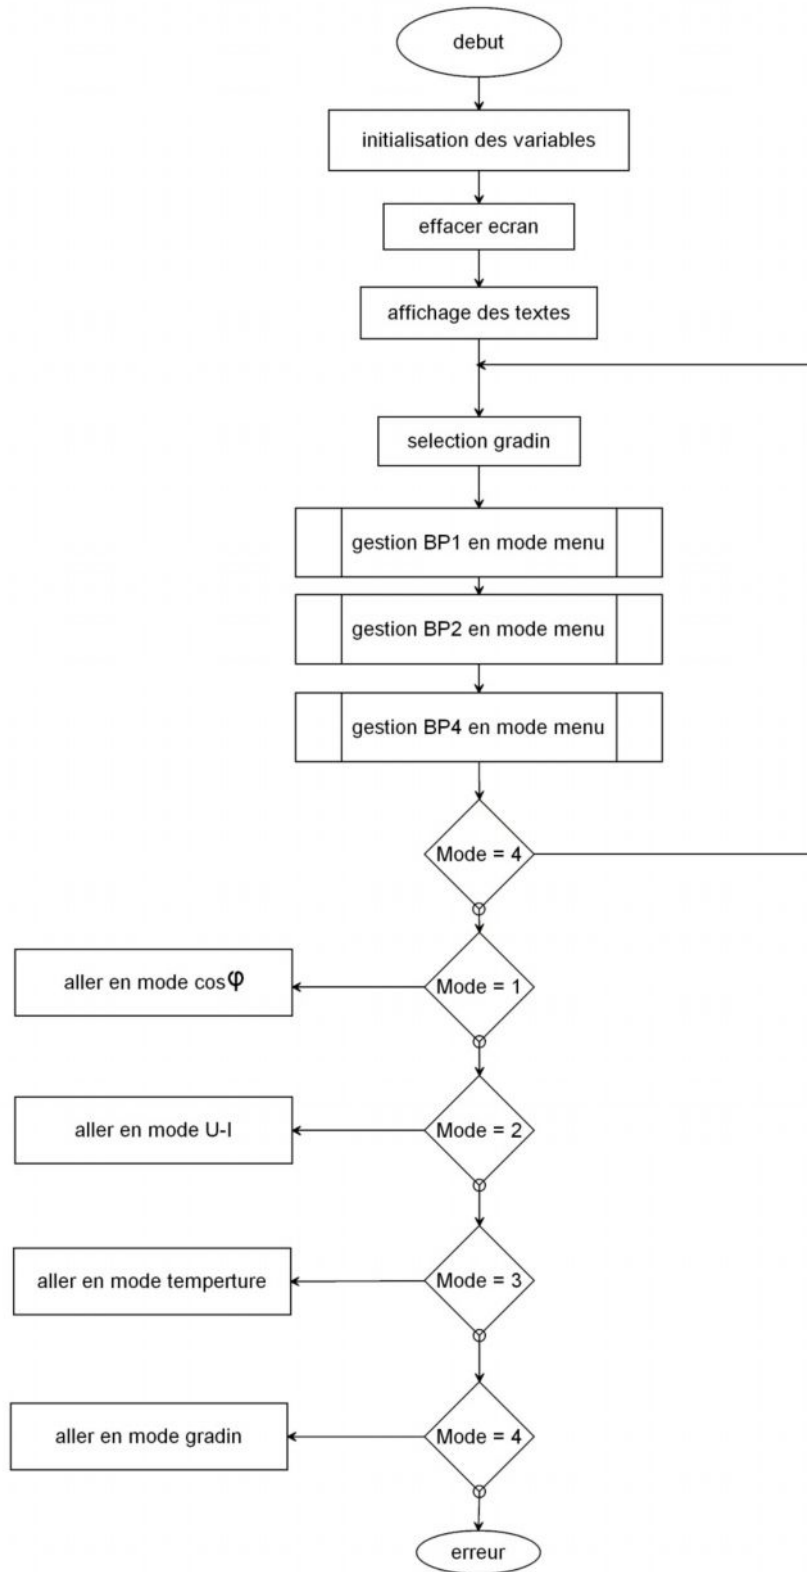 debut
initialisation des variables
effacer ecran
affichage des textes
selection gradin
gestion BP1 en mode menu
gestion BP2 en mode menu
gestion BP4 en mode menu
Mode = 4
Mode = 1
aller en mode cosφ
Mode = 2
aller en mode U-I
Mode = 3
aller en mode temperture
Mode = 4
aller en mode gradin
erreur